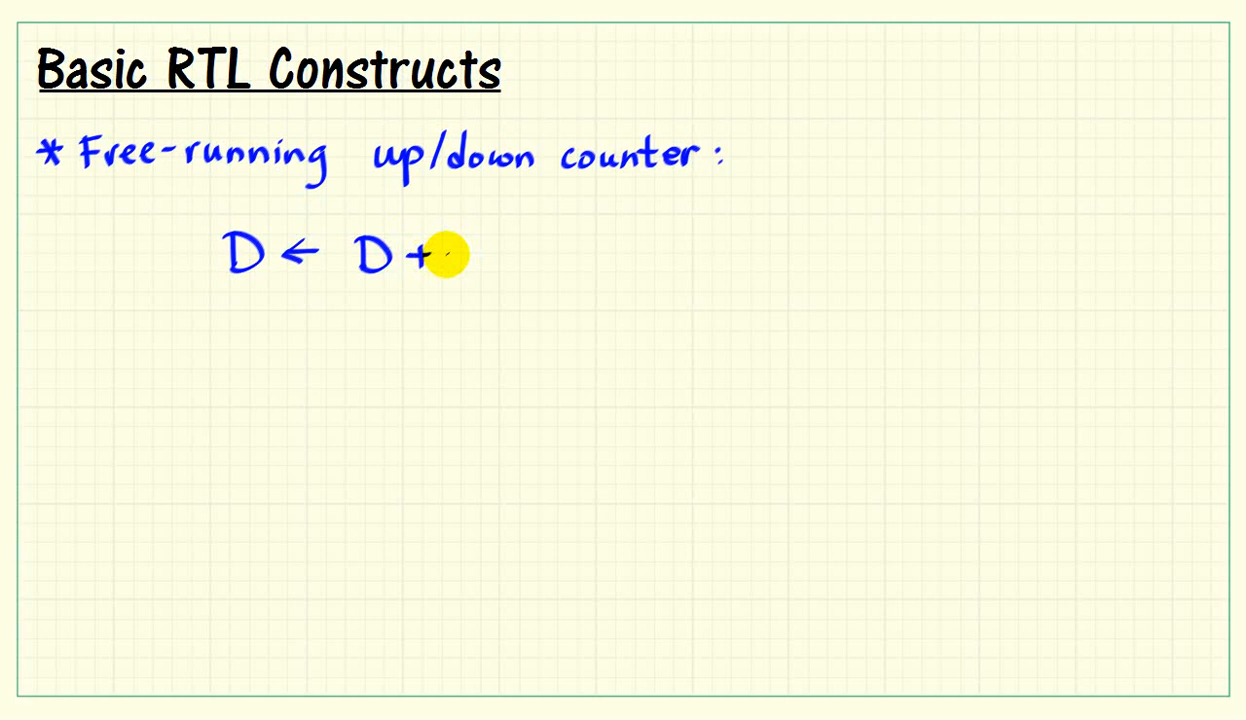 Basic RTL Constructs
* Free-running up/down counter:
D ← D +